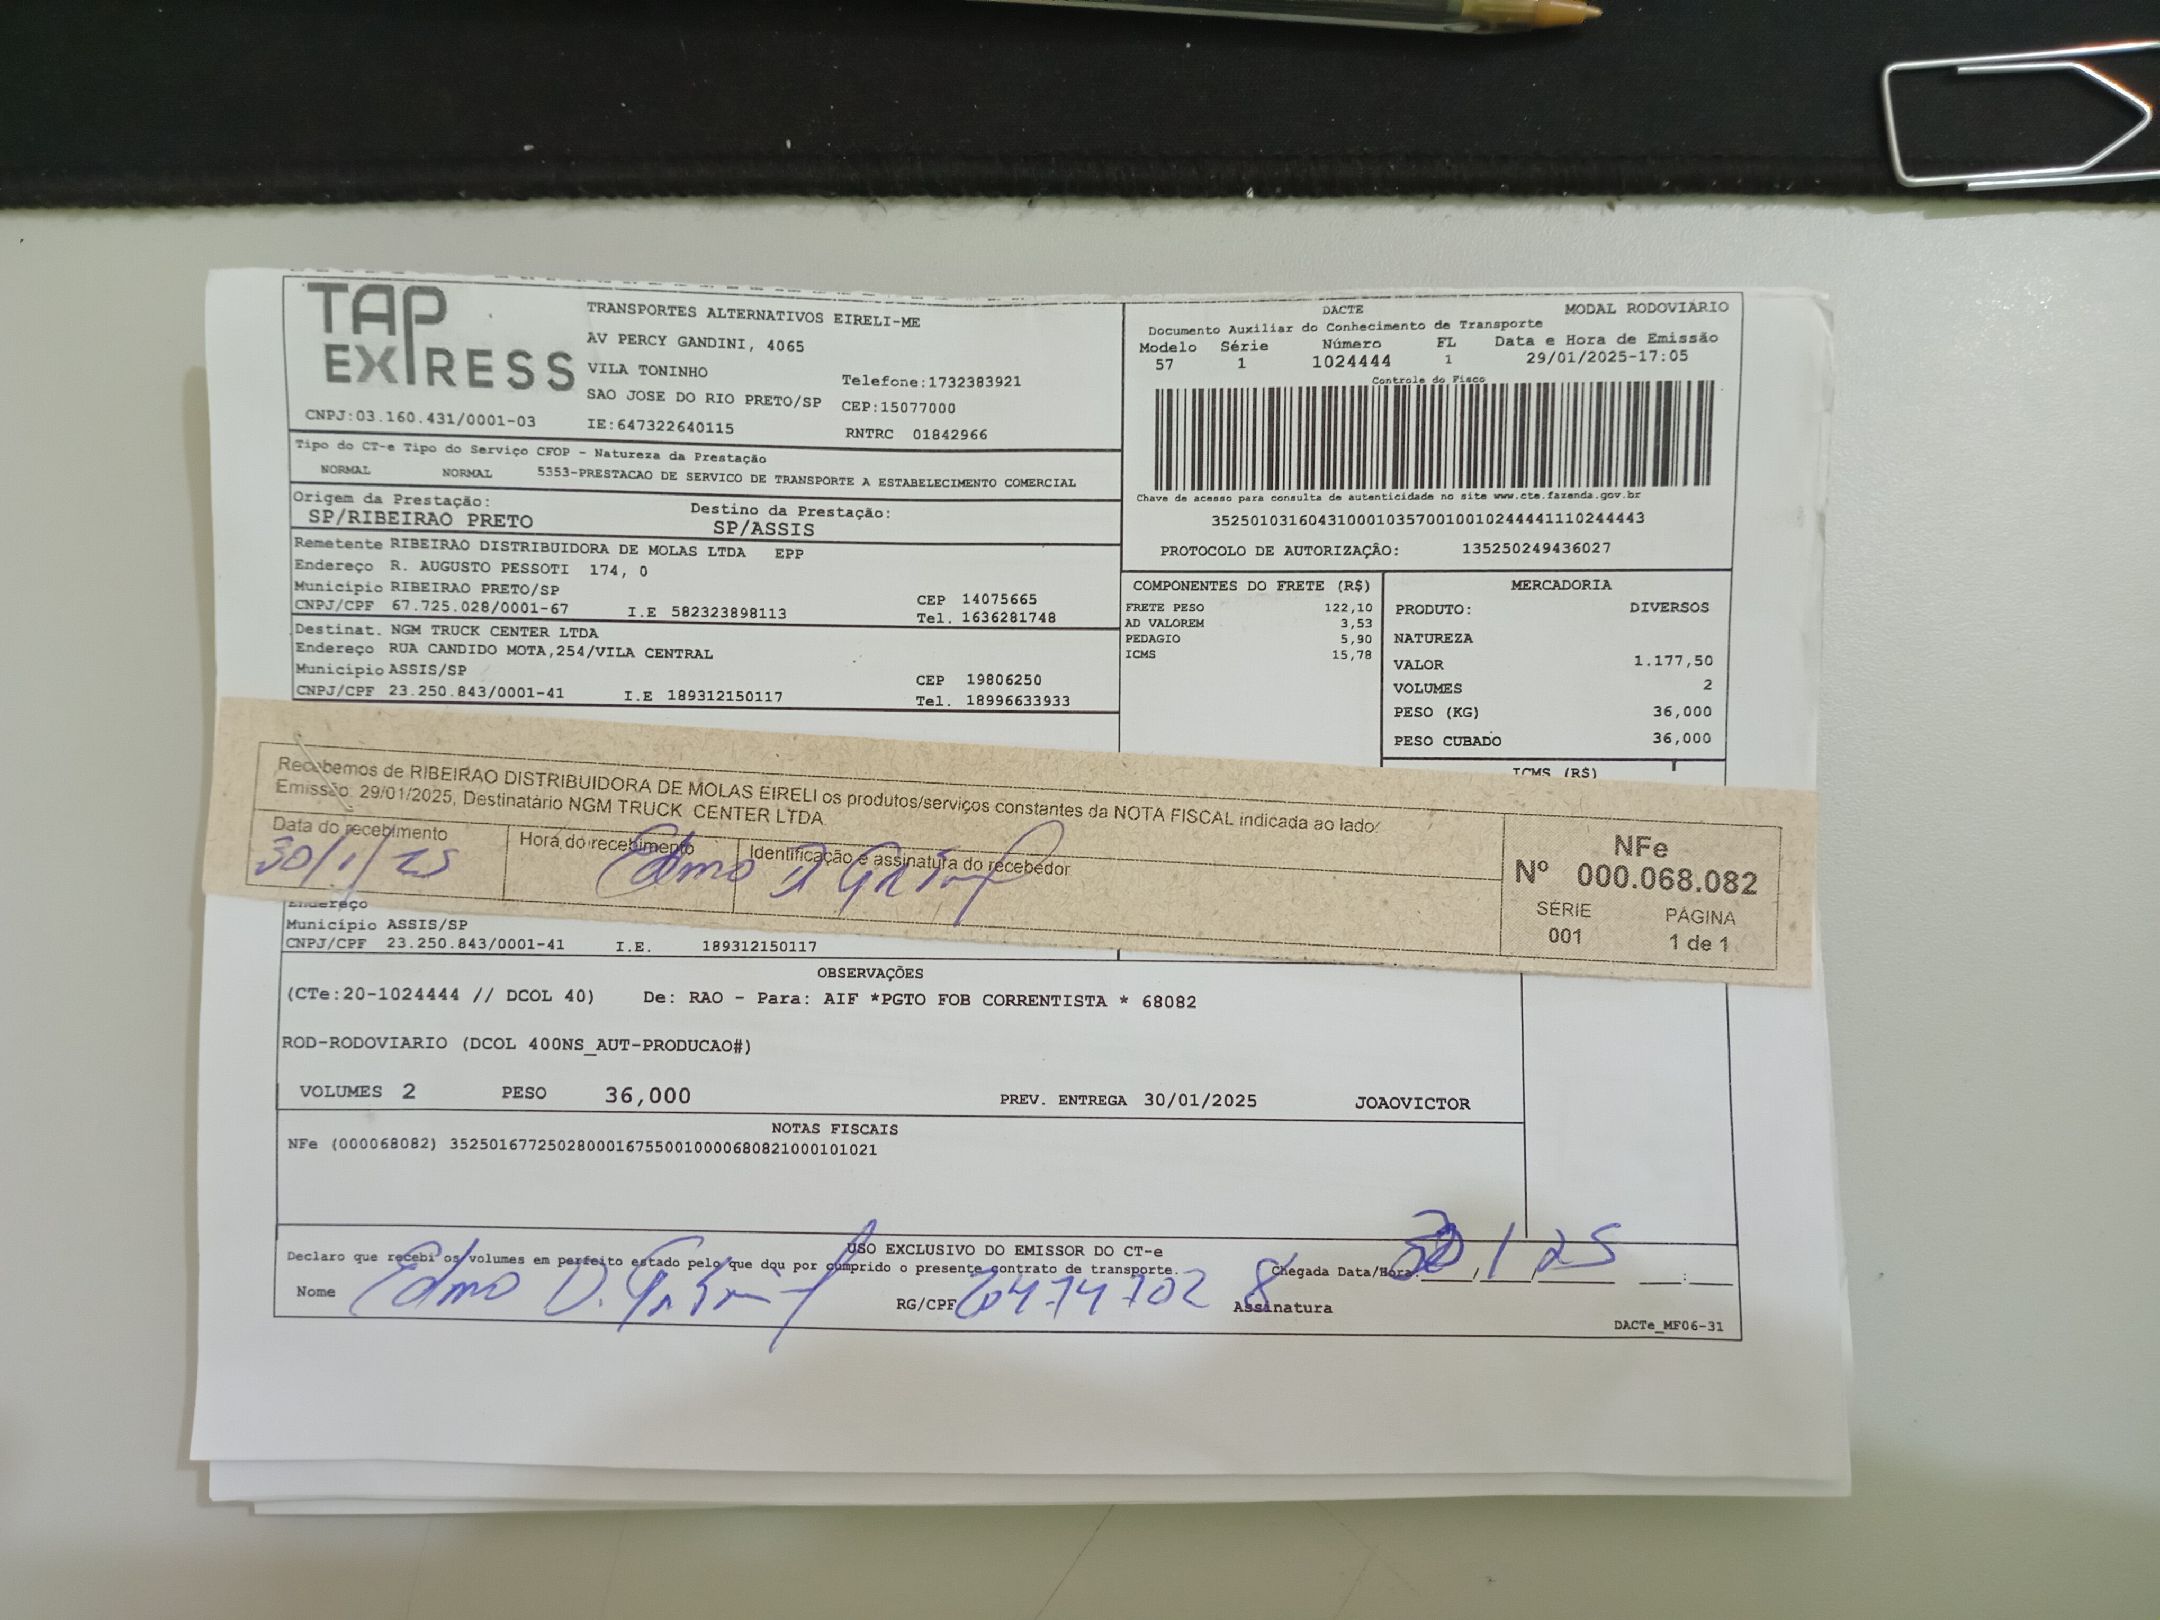 TAP EXPRESS
CNPJ:03.160.431/0001-03
TRANSPORTES ALTERNATIVOS EIRELI-ME
AV PERCY GANDINI, 4065
VILA TONINHO
Telefone:1732383921
SAO JOSE DO RIO PRETO/SP CEP:15077000
IE:647322640115 RNTRC 01842966
DACTE MODAL RODOVIÁRIO
Documento Auxiliar do Conhecimento de Transporte
Modelo Série Número FL Data e Hora de Emissão
57 1 1024444 1 29/01/2025-17:05
Controle do Fisco
Chave de acesso para consulta de autenticidade no site www.cte.fazenda.gov.br
35250103160431000103570010010244441110244443
PROTOCOLO DE AUTORIZAÇÃO: 135250249436027
Tipo do CT-e Tipo do Serviço CFOP - Natureza da Prestação
NORMAL NORMAL 5353-PRESTACAO DE SERVICO DE TRANSPORTE A ESTABELECIMENTO COMERCIAL
Origem da Prestação: Destino da Prestação:
SP/RIBEIRAO PRETO SP/ASSIS
Remetente RIBEIRAO DISTRIBUIDORA DE MOLAS LTDA EPP
Endereço R. AUGUSTO PESSOTI 174, 0
Município RIBEIRAO PRETO/SP CEP 14075665
CNPJ/CPF 67.725.028/0001-67 I.E 582323898113 Tel. 1636281748
Destinat. NGM TRUCK CENTER LTDA
Endereço RUA CANDIDO MOTA,254/VILA CENTRAL
Município ASSIS/SP CEP 19806250
CNPJ/CPF 23.250.843/0001-41 I.E 189312150117 Tel. 18996633933
COMPONENTES DO FRETE (R$)
FRETE PESO 122,10
AD VALOREM 3,53
PEDAGIO 5,90
ICMS 15,78
MERCADORIA
PRODUTO: DIVERSOS
NATUREZA
VALOR 1.177,50
VOLUMES 2
PESO (KG) 36,000
PESO CUBADO 36,000
ICMS (R$)
Recebemos de RIBEIRAO DISTRIBUIDORA DE MOLAS EIRELI os produtos/serviços constantes da NOTA FISCAL indicada ao lado.
Emissão: 29/01/2025, Destinatário NGM TRUCK CENTER LTDA
Data do recebimento Hora do recebimento Identificação e assinatura do recebedor
30/1/25 Edmo D
NFe
Nº 000.068.082
SÉRIE PÁGINA
001 1 de 1
Endereço
Município ASSIS/SP
CNPJ/CPF 23.250.843/0001-41 I.E. 189312150117
OBSERVAÇÕES
(CTe:20-1024444 // DCOL 40) De: RAO - Para: AIF *PGTO FOB CORRENTISTA * 68082
ROD-RODOVIARIO (DCOL 400NS_AUT-PRODUCAO#)
VOLUMES 2 PESO 36,000 PREV. ENTREGA 30/01/2025 JOAOVICTOR
NOTAS FISCAIS
NFe (000068082) 35250167725028000167550010000680821000101021
USO EXCLUSIVO DO EMISSOR DO CT-e
Declaro que recebi os volumes em perfeito estado pelo que dou por cumprido o presente contrato de transporte. Chegada Data/Hora: 30/1/25
Nome Edmo D. RG/CPF 20474702 8 Assinatura
DACTe_MF06-31